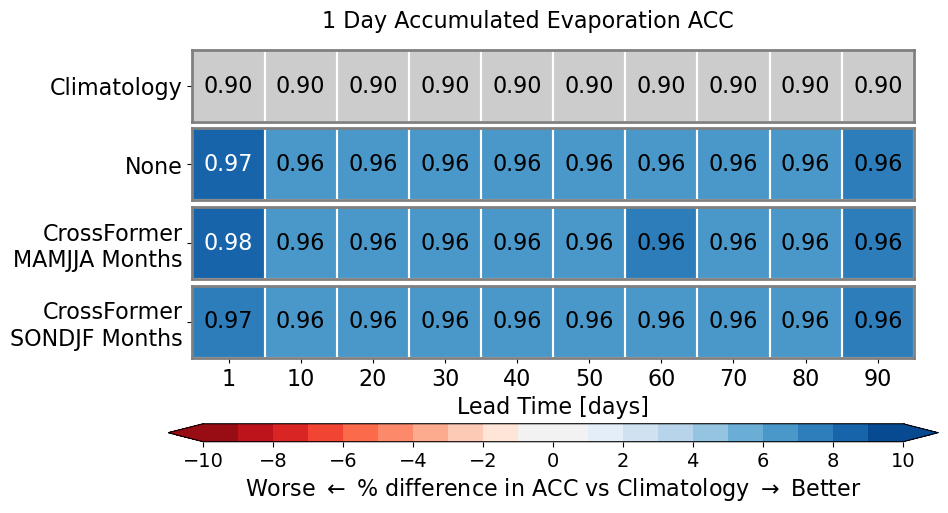 1 Day Accumulated Evaporation ACC
Climatology 0.90 0.90 0.90 0.90 0.90 0.90 0.90 0.90 0.90 0.90
None 0.97 0.96 0.96 0.96 0.96 0.96 0.96 0.96 0.96 0.96
CrossFormer
MAMJJA Months 0.98 0.96 0.96 0.96 0.96 0.96 0.96 0.96 0.96 0.96
CrossFormer
SONDJF Months 0.97 0.96 0.96 0.96 0.96 0.96 0.96 0.96 0.96 0.96
1 10 20 30 40 50 60 70 80 90
Lead Time [days]
−10 −8 −6 −4 −2 0 2 4 6 8 10
Worse ← % difference in ACC vs Climatology → Better